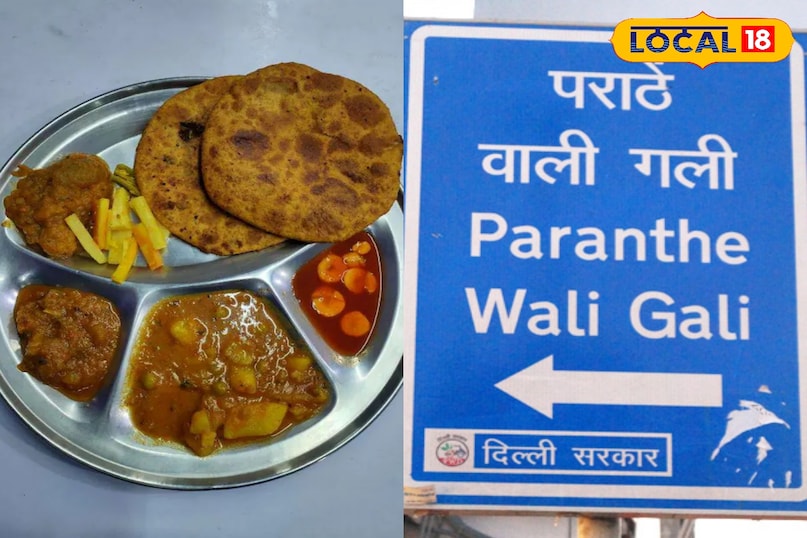 LOCAL 18
पराठे
वाली गली
Paranthe
Wali Gali
दिल्ली सरकार